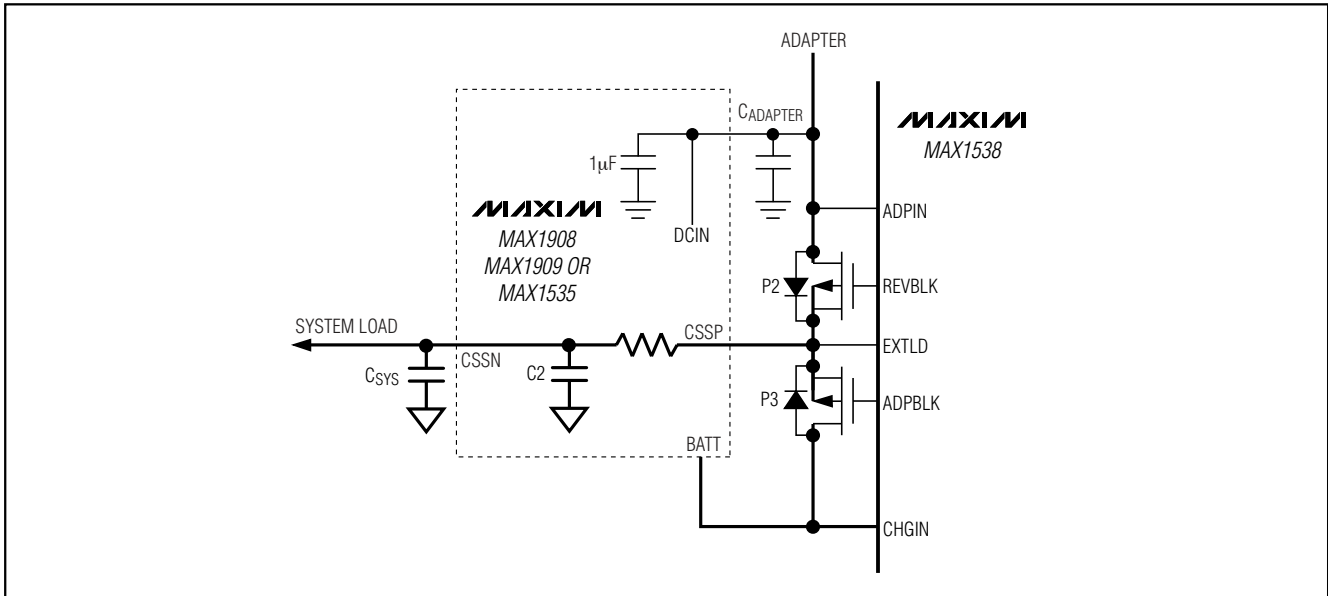 ADAPTER
CADAPTER
MAXIM
MAX1538
1μF
ADPIN
MAXIM
DCIN
MAX1908
MAX1909 OR
MAX1535
P2
REVBLK
SYSTEM LOAD
CSSP
EXTLD
CSSN
CSYS
C2
P3
ADPBLK
BATT
CHGIN